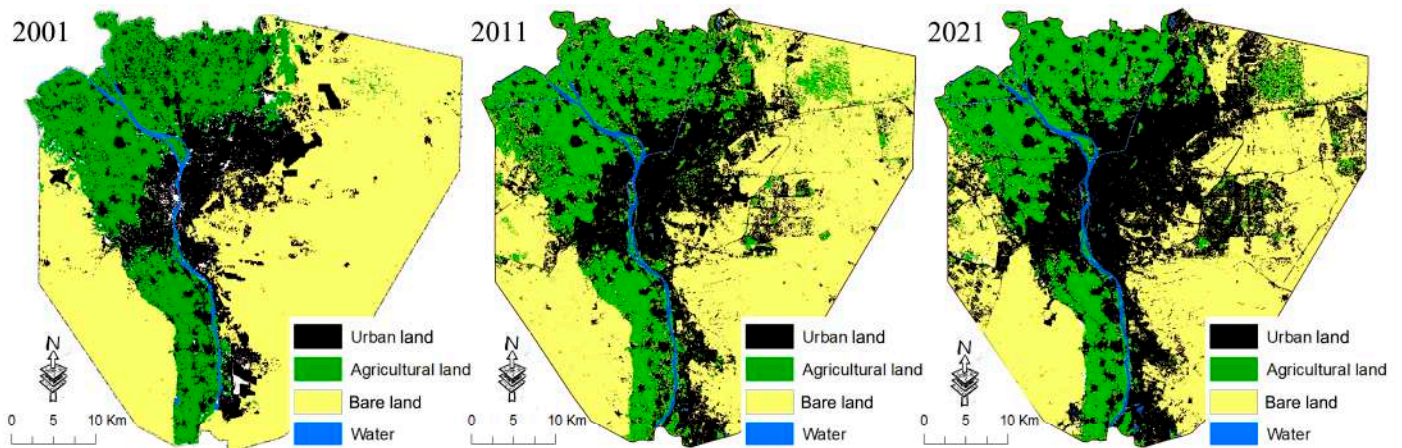 2001
N
0 5 10 Km
Urban land
Agricultural land
Bare land
Water
2011
N
0 5 10 Km
Urban land
Agricultural land
Bare land
Water
2021
N
0 5 10 Km
Urban land
Agricultural land
Bare land
Water